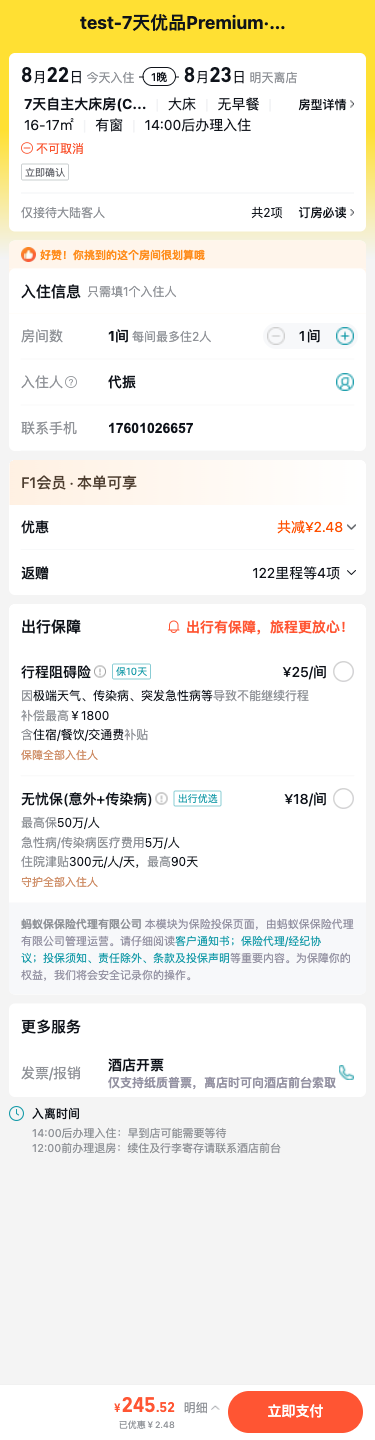 test-7天优品Premium·...
8月22日 今天入住 1晚 8月23日 明天离店
7天自主大床房(C... 大床 无早餐 房型详情
16-17㎡ 有窗 14:00后办理入住
不可取消
立即确认
仅接待大陆客人 共2项 订房必读
好赞！你挑到的这个房间很划算哦
入住信息 只需填1个入住人
房间数 1间 每间最多住2人 1间
入住人 代振
联系手机 17601026657
F1会员 · 本单可享
优惠 共减¥2.48
返赠 122里程等4项
出行保障 出行有保障，旅程更放心！
行程阻碍险 保10天 ¥25/间
因极端天气、传染病、突发急性病等导致不能继续行程
补偿最高￥1800
含住宿/餐饮/交通费补贴
保障全部入住人
无忧保(意外+传染病) 出行优选 ¥18/间
最高保50万/人
急性病/传染病医疗费用5万/人
住院津贴300元/人/天，最高90天
守护全部入住人
蚂蚁保保险代理有限公司 本模块为保险投保页面，由蚂蚁保保险代理
有限公司管理运营。请仔细阅读客户通知书；保险代理/经纪协
议；投保须知、责任除外、条款及投保声明等重要内容。为保障你的
权益，我们将会安全记录你的操作。
更多服务
发票/报销 酒店开票
仅支持纸质普票，离店时可向酒店前台索取
入离时间
14:00后办理入住：早到店可能需要等待
12:00前办理退房：续住及行李寄存请联系酒店前台
¥245.52 明细 立即支付
已优惠￥2.48